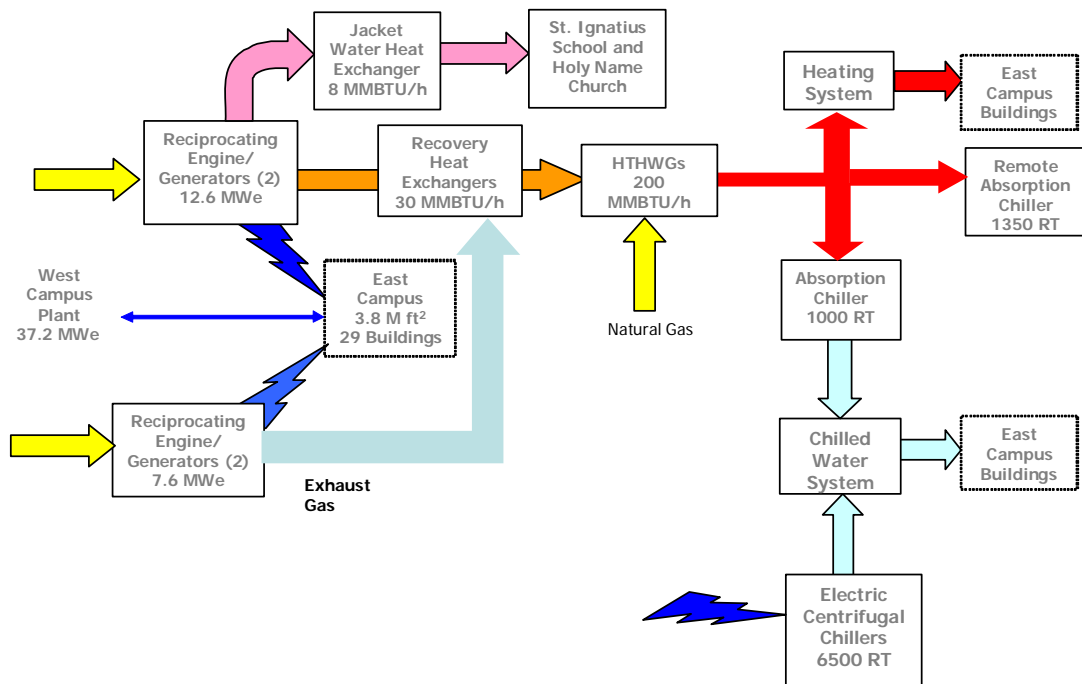 Jacket
Water Heat
Exchanger
8 MMBTU/h
St. Ignatius
School and
Holy Name
Church
Heating
System
East
Campus
Buildings
Reciprocating
Engine/
Generators (2)
12.6 MWe
Recovery
Heat
Exchangers
30 MMBTU/h
HTHWGs
200
MMBTU/h
Remote
Absorption
Chiller
1350 RT
West
Campus
Plant
37.2 MWe
East
Campus
3.8 M ft²
29 Buildings
Natural Gas
Absorption
Chiller
1000 RT
Reciprocating
Engine/
Generators (2)
7.6 MWe
Exhaust
Gas
Chilled
Water
System
East
Campus
Buildings
Electric
Centrifugal
Chillers
6500 RT